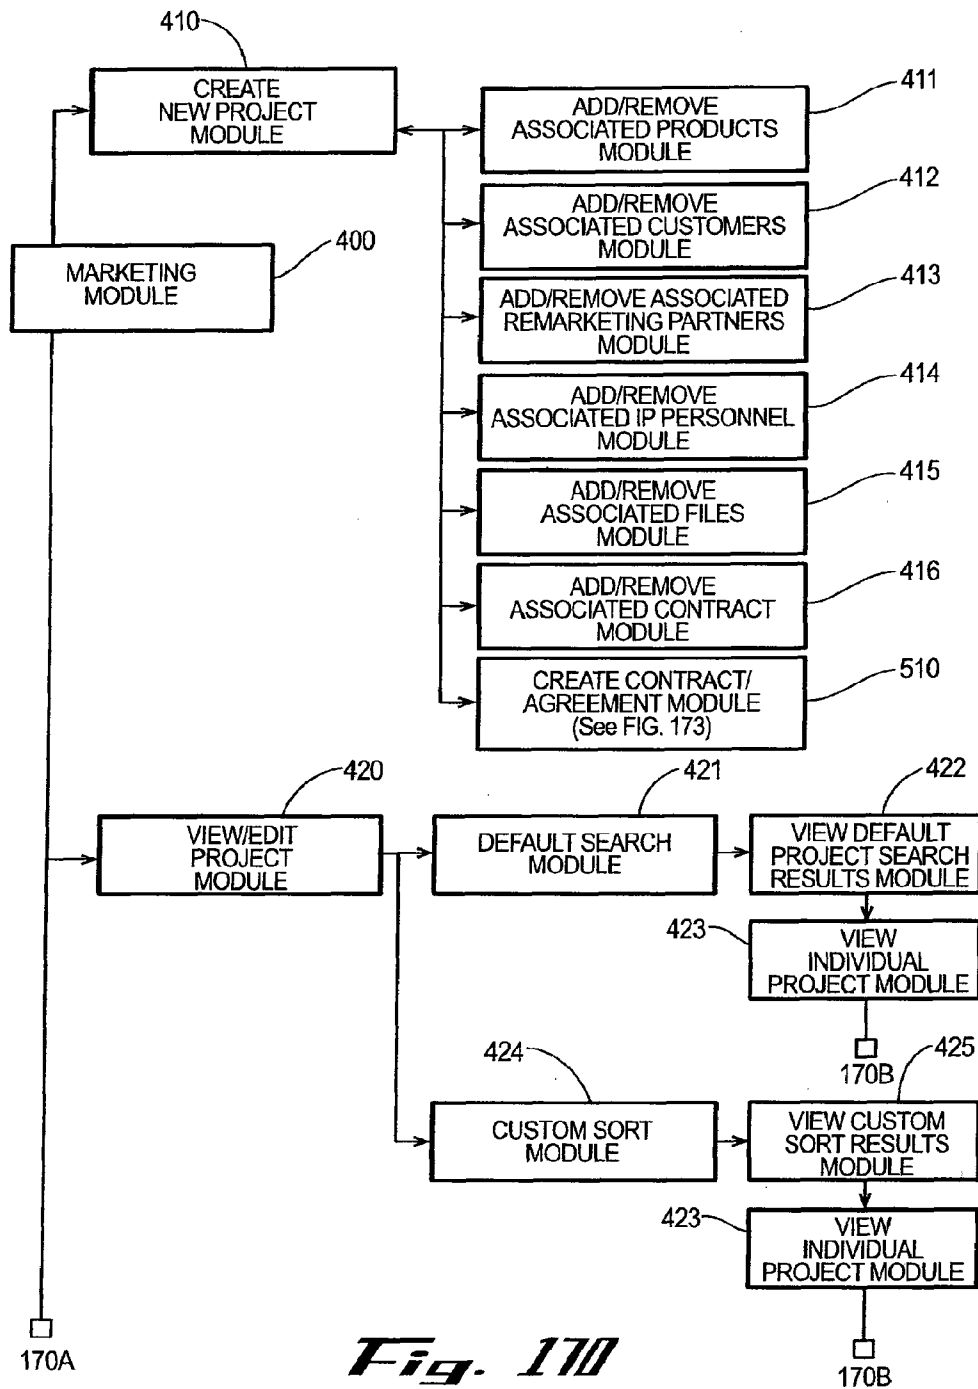 410
CREATE
NEW PROJECT
MODULE
411
ADD/REMOVE
ASSOCIATED PRODUCTS
MODULE
412
ADD/REMOVE
ASSOCIATED CUSTOMERS
MODULE
400
MARKETING
MODULE
413
ADD/REMOVE ASSOCIATED
REMARKETING PARTNERS
MODULE
414
ADD/REMOVE
ASSOCIATED IP PERSONNEL
MODULE
415
ADD/REMOVE
ASSOCIATED FILES
MODULE
416
ADD/REMOVE
ASSOCIATED CONTRACT
MODULE
510
CREATE CONTRACT/
AGREEMENT MODULE
(See FIG. 173)
420
VIEW/EDIT
PROJECT
MODULE
421
DEFAULT SEARCH
MODULE
422
VIEW DEFAULT
PROJECT SEARCH
RESULTS MODULE
423
VIEW
INDIVIDUAL
PROJECT MODULE
170B
424
CUSTOM SORT
MODULE
425
VIEW CUSTOM
SORT RESULTS
MODULE
423
VIEW
INDIVIDUAL
PROJECT MODULE
170B
170A
Fig. 170